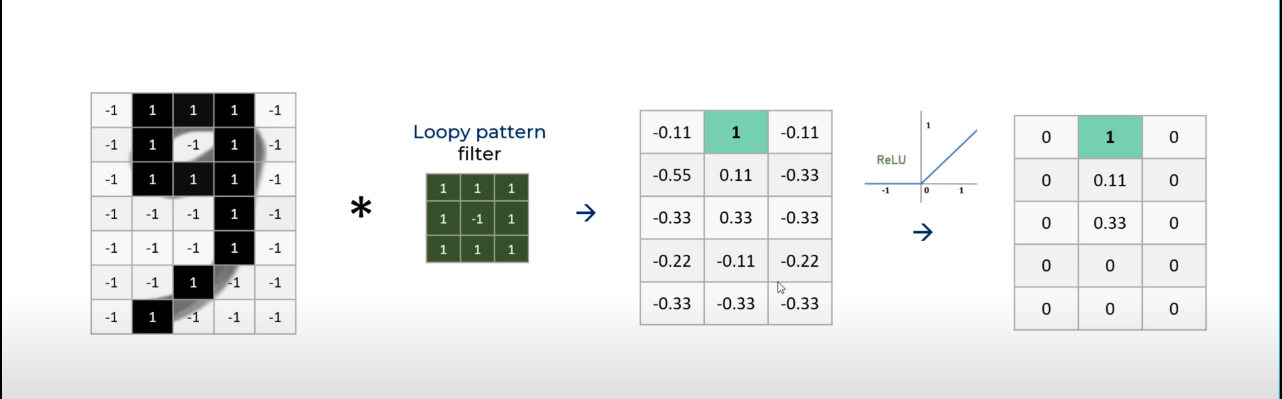 -1 1 1 1 -1
-1 1 -1 1 -1
-1 1 1 1 -1
-1 -1 -1 1 -1
-1 -1 -1 1 -1
-1 -1 1 -1 -1
-1 1 -1 -1 -1
*
Loopy pattern
filter
1 1 1
1 -1 1
1 1 1
→
-0.11 1 -0.11
-0.55 0.11 -0.33
-0.33 0.33 -0.33
-0.22 -0.11 -0.22
-0.33 -0.33 -0.33
1
ReLU
-1 0 1
→
0 1 0
0 0.11 0
0 0.33 0
0 0 0
0 0 0